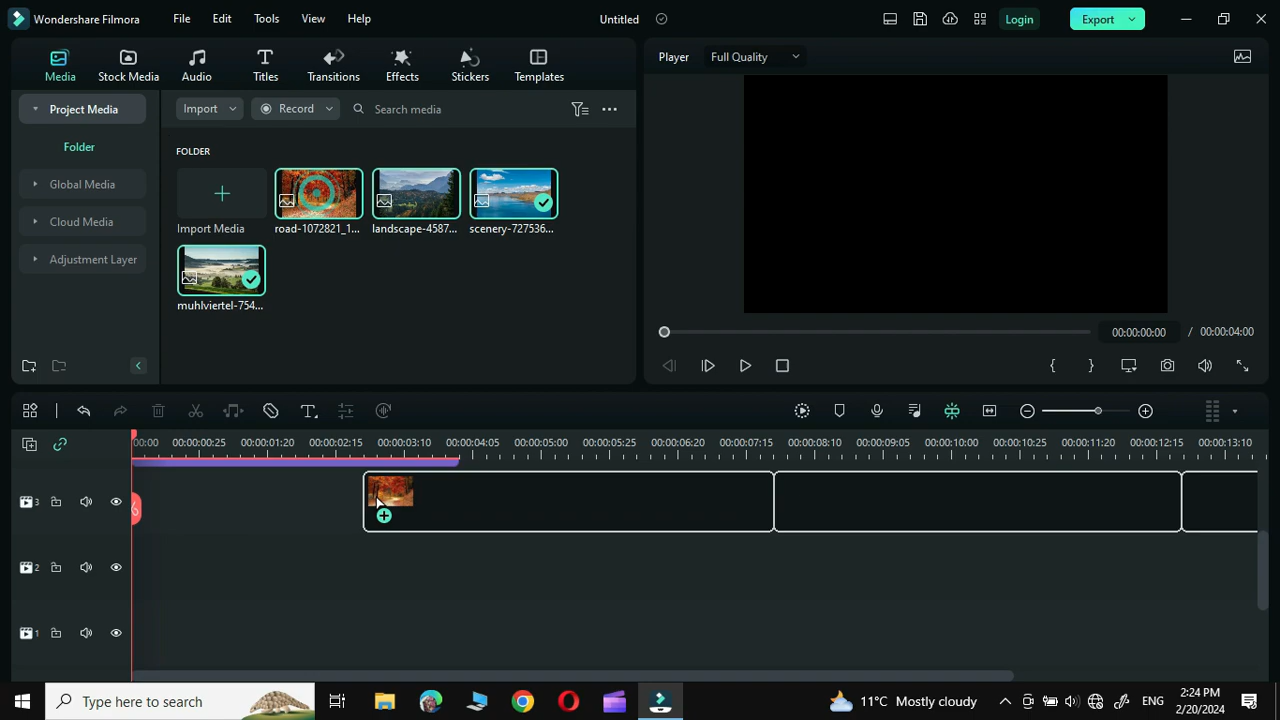 Wondershare Filmora
File
Edit
Tools
View
Help
Untitled
Login
Export
Media
Stock Media
Audio
Titles
Transitions
Effects
Stickers
Templates
Player
Full Quality
Project Media
Folder
Global Media
Cloud Media
Adjustment Layer
Import
Record
Search media
FOLDER
Import Media
road-1072821_1...
landscape-4587...
scenery-727536...
muhlviertel-754...
00:00:00:00 / 00:00:04:00
00:00 00:00:00:25 00:00:01:20 00:00:02:15 00:00:03:10 00:00:04:05 00:00:05:00 00:00:05:25 00:00:06:20 00:00:07:15 00:00:08:10 00:00:09:05 00:00:10:00 00:00:10:25 00:00:11:20 00:00:12:15 00:00:13:10
3
2
1
Type here to search
11°C Mostly cloudy
ENG
2:24 PM
2/20/2024